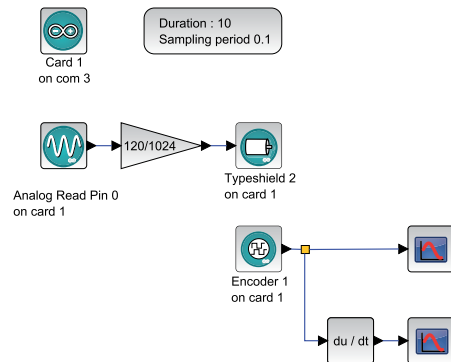 Card 1
on com 3
Duration : 10
Sampling period 0.1
120/1024
Analog Read Pin 0
on card 1
Typeshield 2
on card 1
Encoder 1
on card 1
du / dt